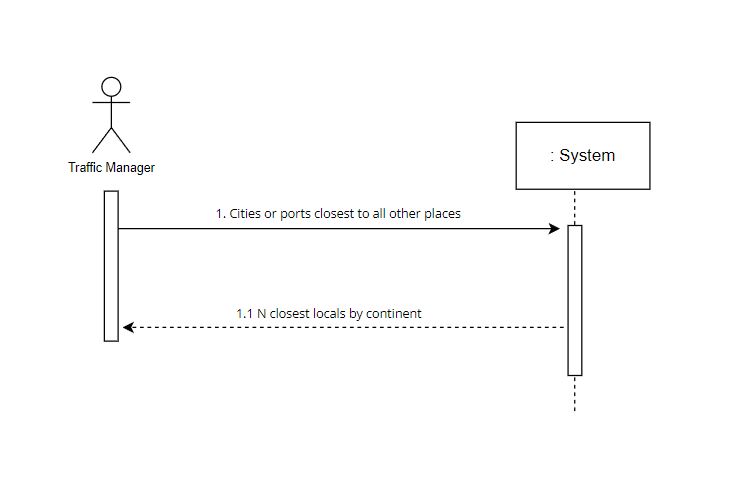 Traffic Manager
: System
1. Cities or ports closest to all other places
1.1 N closest locals by continent